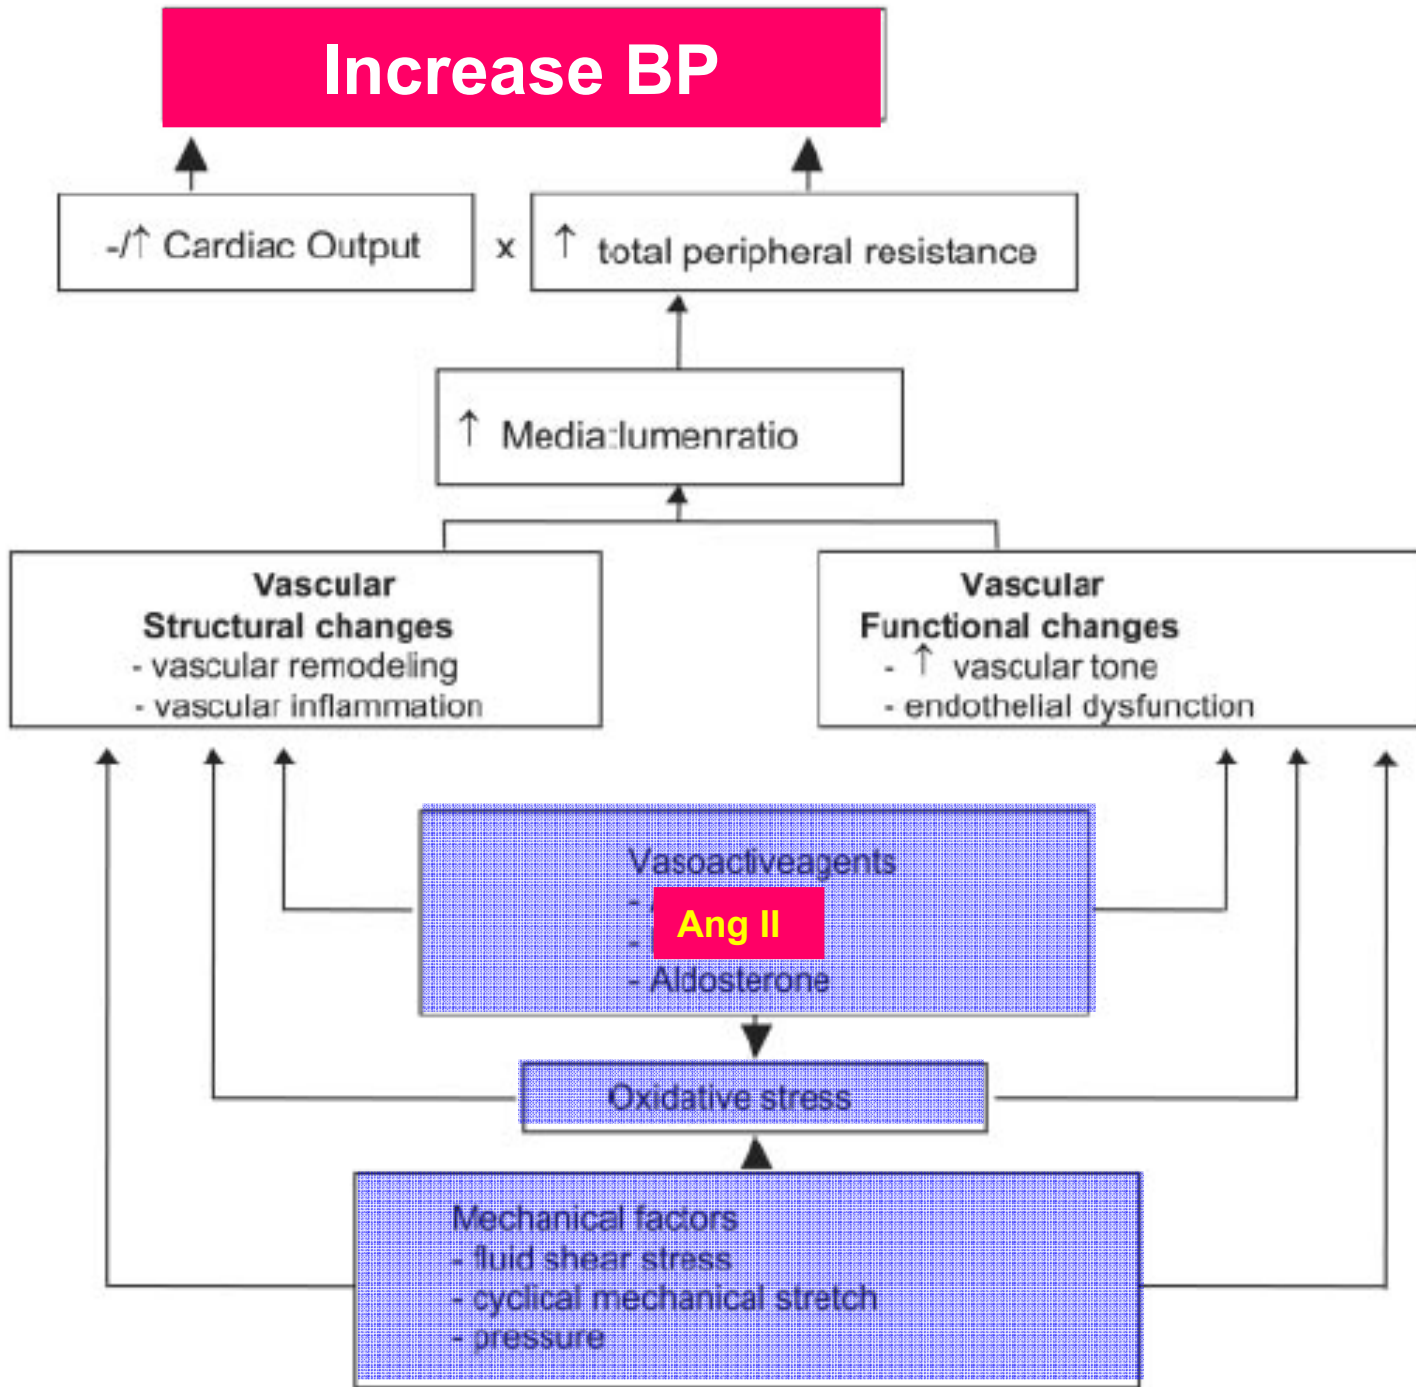 Increase BP
-/↑ Cardiac Output x ↑ total peripheral resistance
↑ Media:lumenratio
Vascular
Structural changes
- vascular remodeling
- vascular inflammation
Vascular
Functional changes
- ↑ vascular tone
- endothelial dysfunction
Vasoactiveagents
-
Ang II
-
- Aldosterone
Oxidative stress
Mechanical factors
- fluid shear stress
- cyclical mechanical stretch
- pressure